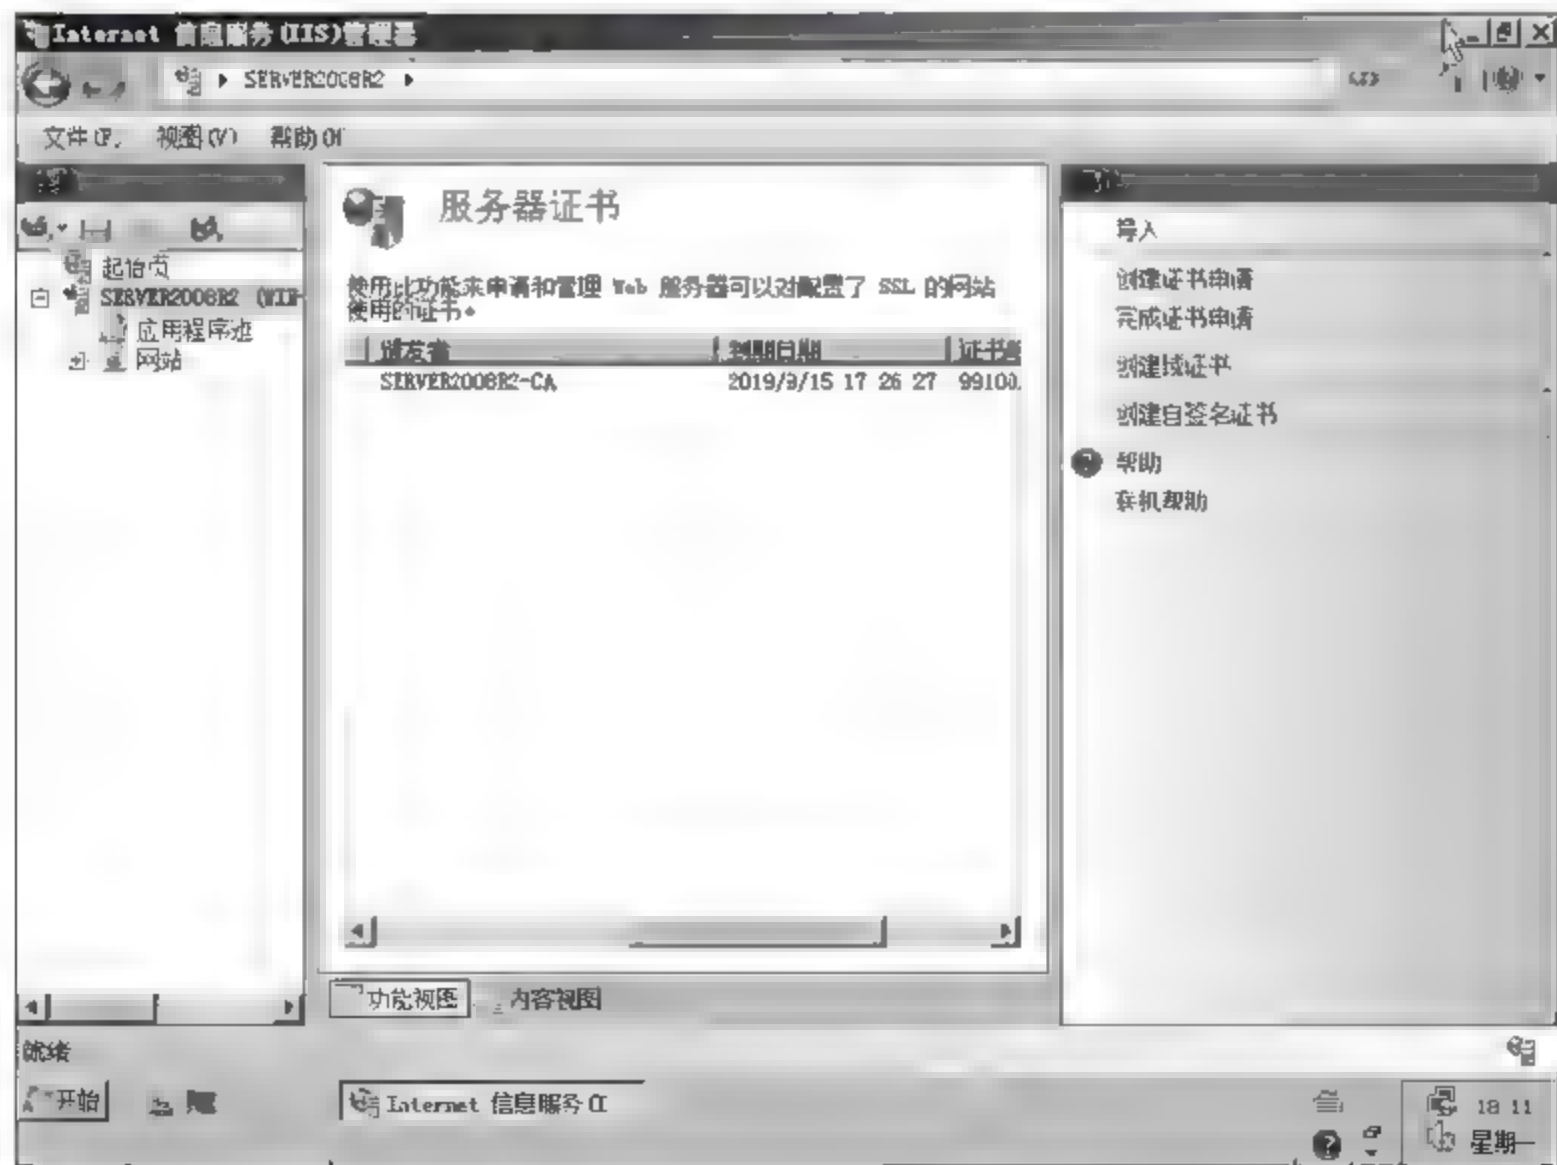 Internet 信息服务(IIS)管理器
SERVER2008R2
文件(F) 视图(V) 帮助(H)
起始页
SERVER2008R2 (WIN
应用程序池
网站
服务器证书
使用此功能来申请和管理 Web 服务器可以对配置了 SSL 的网站
使用的证书。
颁发者 到期日期 证书
SERVER2008R2-CA 2019/9/15 17 26 27 99100
导入
创建证书申请
完成证书申请
创建域证书
创建自签名证书
帮助
联机帮助
功能视图 内容视图
就绪
开始
Internet 信息服务 (I
18 11
星期一